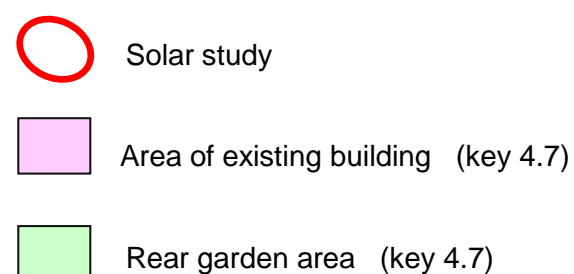 Solar study
Area of existing building (key 4.7)
Rear garden area (key 4.7)